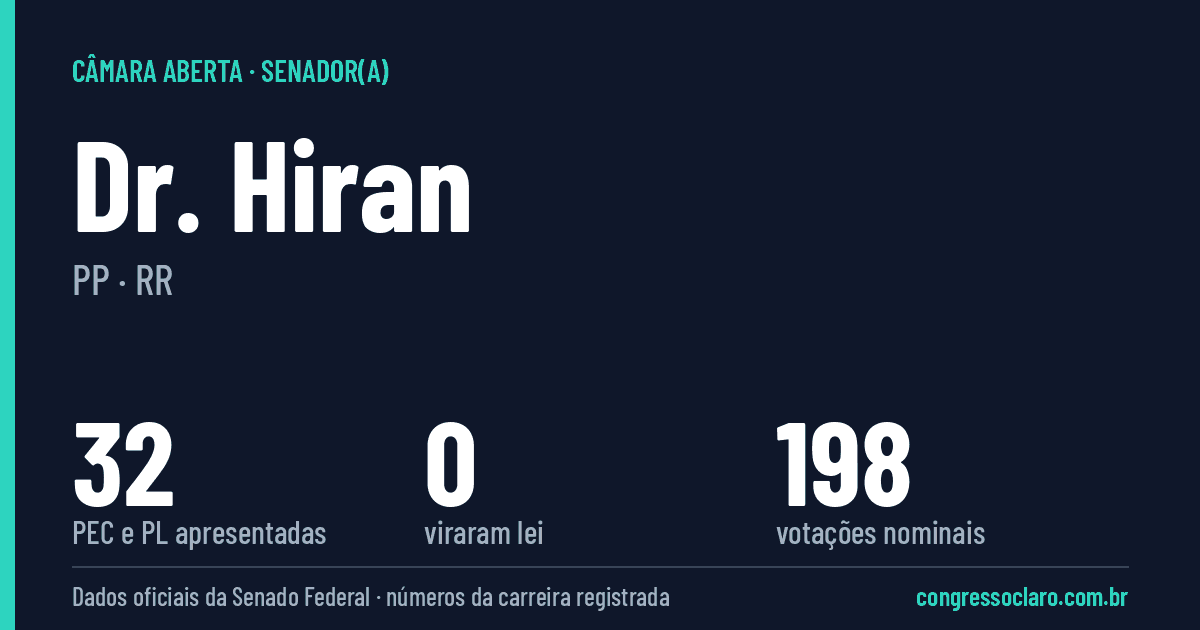 CÂMARA ABERTA · SENADOR(A)
Dr. Hiran
PP · RR
32 0 198
PEC e PL apresentadas viraram lei votações nominais
Dados oficiais da Senado Federal · números da carreira registrada congressoclaro.com.br